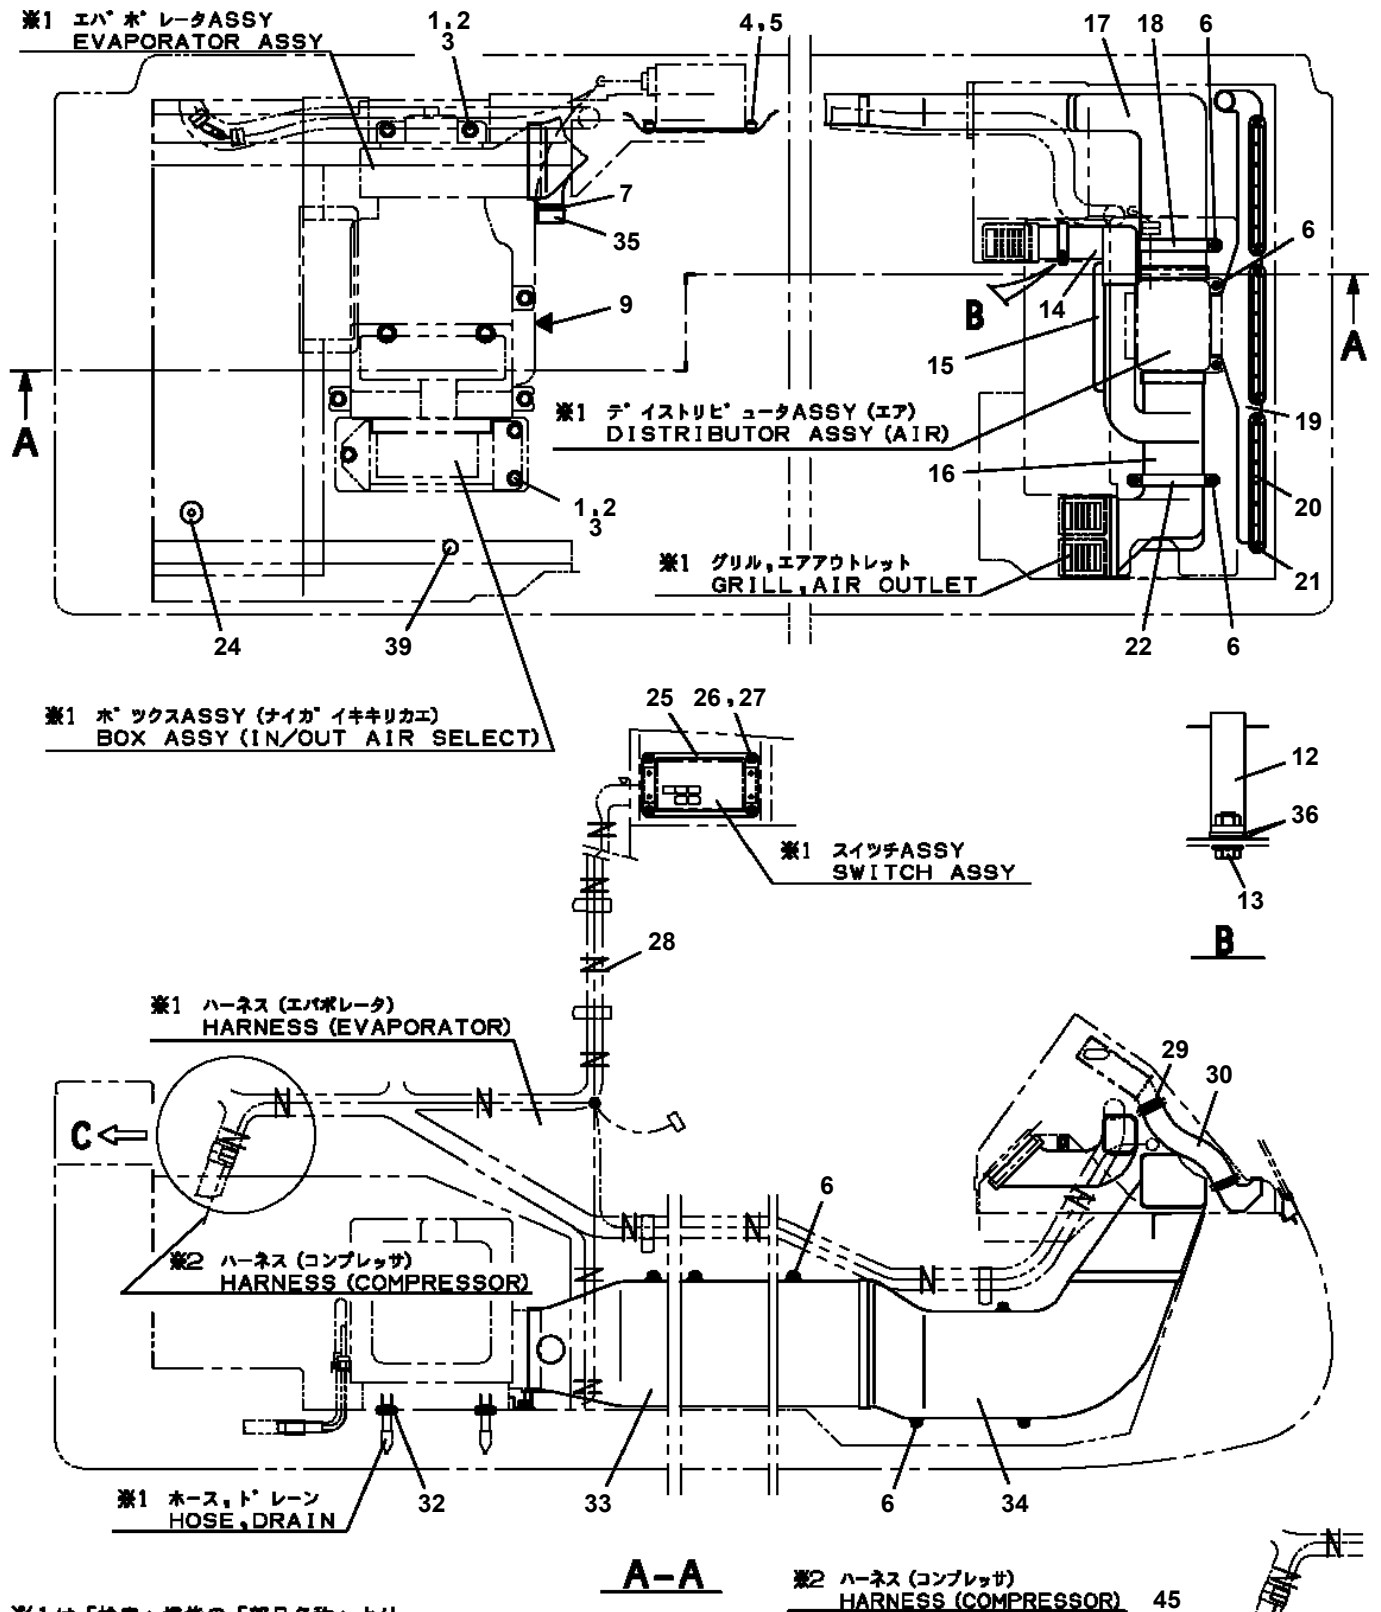 ※1 エバポレータASSY
EVAPORATOR ASSY
1,2
3
4,5
17
18
6
7
35
6
9
B
14
A
15
A
※1 デイストリビュータASSY (エア)
DISTRIBUTOR ASSY (AIR)
19
16
1,2
3
20
※1 グリル,エアアウトレット
GRILL,AIR OUTLET
21
24
39
22
6
※1 ボツクスASSY (ナイガイキキリカエ)
BOX ASSY (IN/OUT AIR SELECT)
25
26,27
12
36
※1 スイツチASSY
SWITCH ASSY
13
28
B
※1 ハーネス (エバポレータ)
HARNESS (EVAPORATOR)
29
30
C
6
※2 ハーネス (コンプレッサ)
HARNESS (COMPRESSOR)
※1 ホース,ドレーン
HOSE,DRAIN
32
33
6
34
A-A
※2 ハーネス (コンプレッサ)
HARNESS (COMPRESSOR)
45